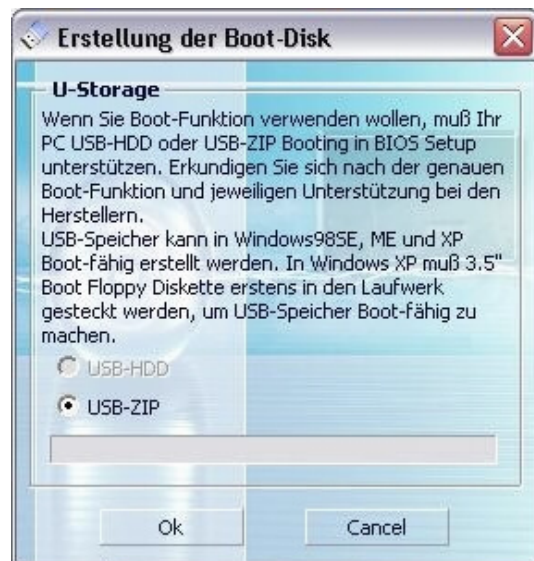 Erstellung der Boot-Disk
U-Storage
Wenn Sie Boot-Funktion verwenden wollen, muß Ihr
PC USB-HDD oder USB-ZIP Booting in BIOS Setup
unterstützen. Erkundigen Sie sich nach der genauen
Boot-Funktion und jeweiligen Unterstützung bei den
Herstellern.
USB-Speicher kann in Windows98SE, ME und XP
Boot-fähig erstellt werden. In Windows XP muß 3.5"
Boot Floppy Diskette erstens in den Laufwerk
gesteckt werden, um USB-Speicher Boot-fähig zu
machen.
USB-HDD
USB-ZIP
Ok
Cancel